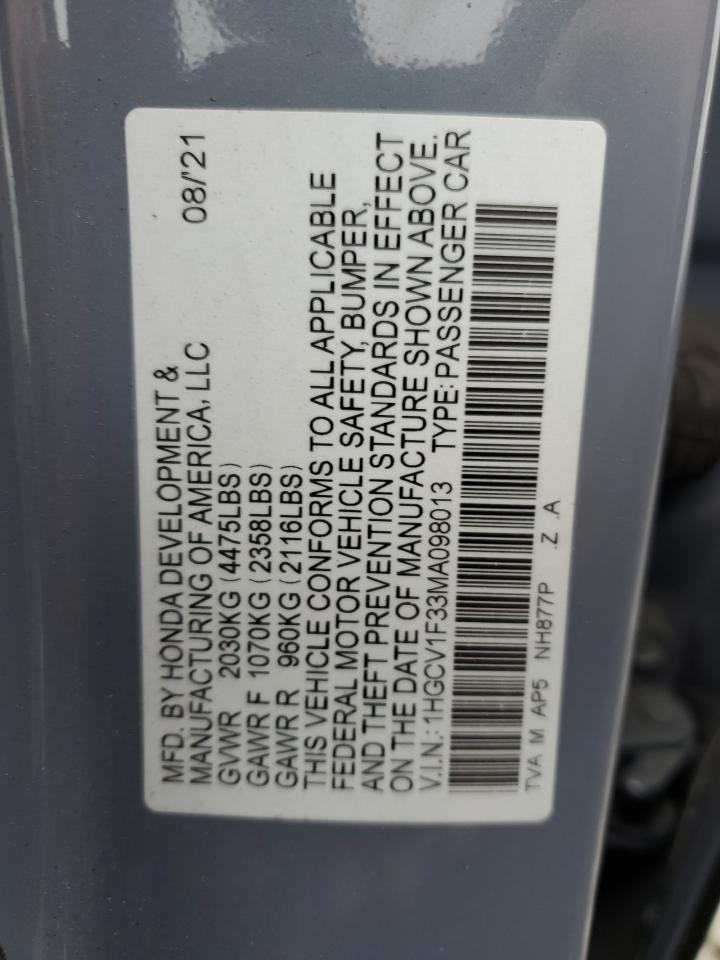 MFD. BY HONDA DEVELOPMENT &
MANUFACTURING OF AMERICA, LLC 08/'21
GVWR 2030KG (4475LBS)
GAWR F 1070KG (2358LBS)
GAWR R 960KG (2116LBS)
THIS VEHICLE CONFORMS TO ALL APPLICABLE
FEDERAL MOTOR VEHICLE SAFETY, BUMPER,
AND THEFT PREVENTION STANDARDS IN EFFECT
ON THE DATE OF MANUFACTURE SHOWN ABOVE.
V.I.N.: 1HGCV1F33MA098013 TYPE: PASSENGER CAR
TVA M AP5 NH877P .Z .A